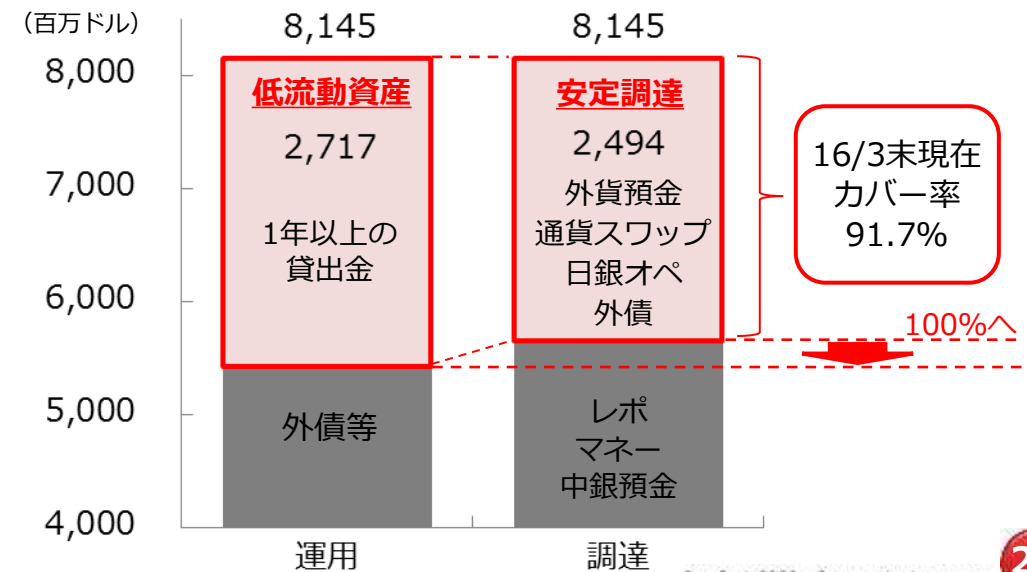 （百万ドル）
8,145
8,145
8,000
7,000
6,000
5,000
4,000
低流動資産
2,717
1年以上の
貸出金
外債等
安定調達
2,494
外貨預金
通貨スワップ
日銀オペ
外債
レポ
マネー
中銀預金
16/3末現在
カバー率
91.7%
100%へ
運用
調達
2